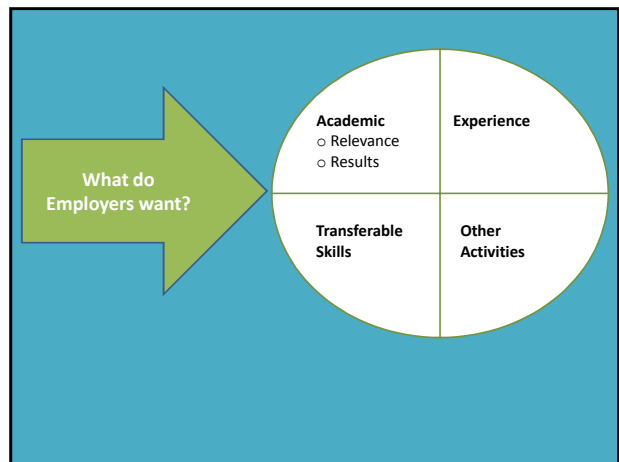 What do
Employers want?
Academic
o Relevance
o Results
Experience
Transferable
Skills
Other
Activities